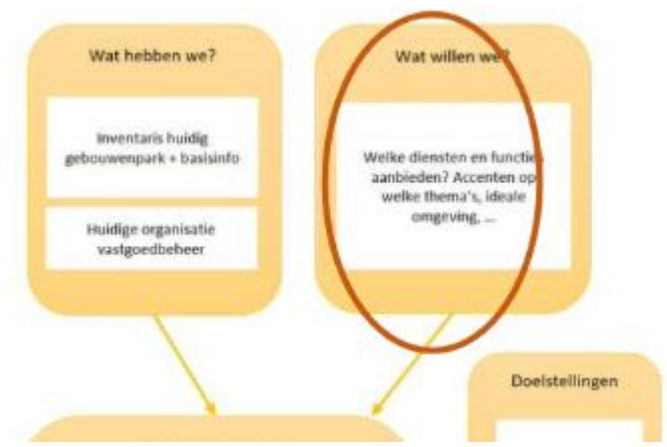 Wat hebben we?
Inventaris huidig
gebouwenpark + basisinfo
Huidige organisatie
vastgoedbeheer
Wat willen we?
Welke diensten en functies
aanbieden? Accenten op
welke thema's, ideale
omgeving, ...
Doelstellingen